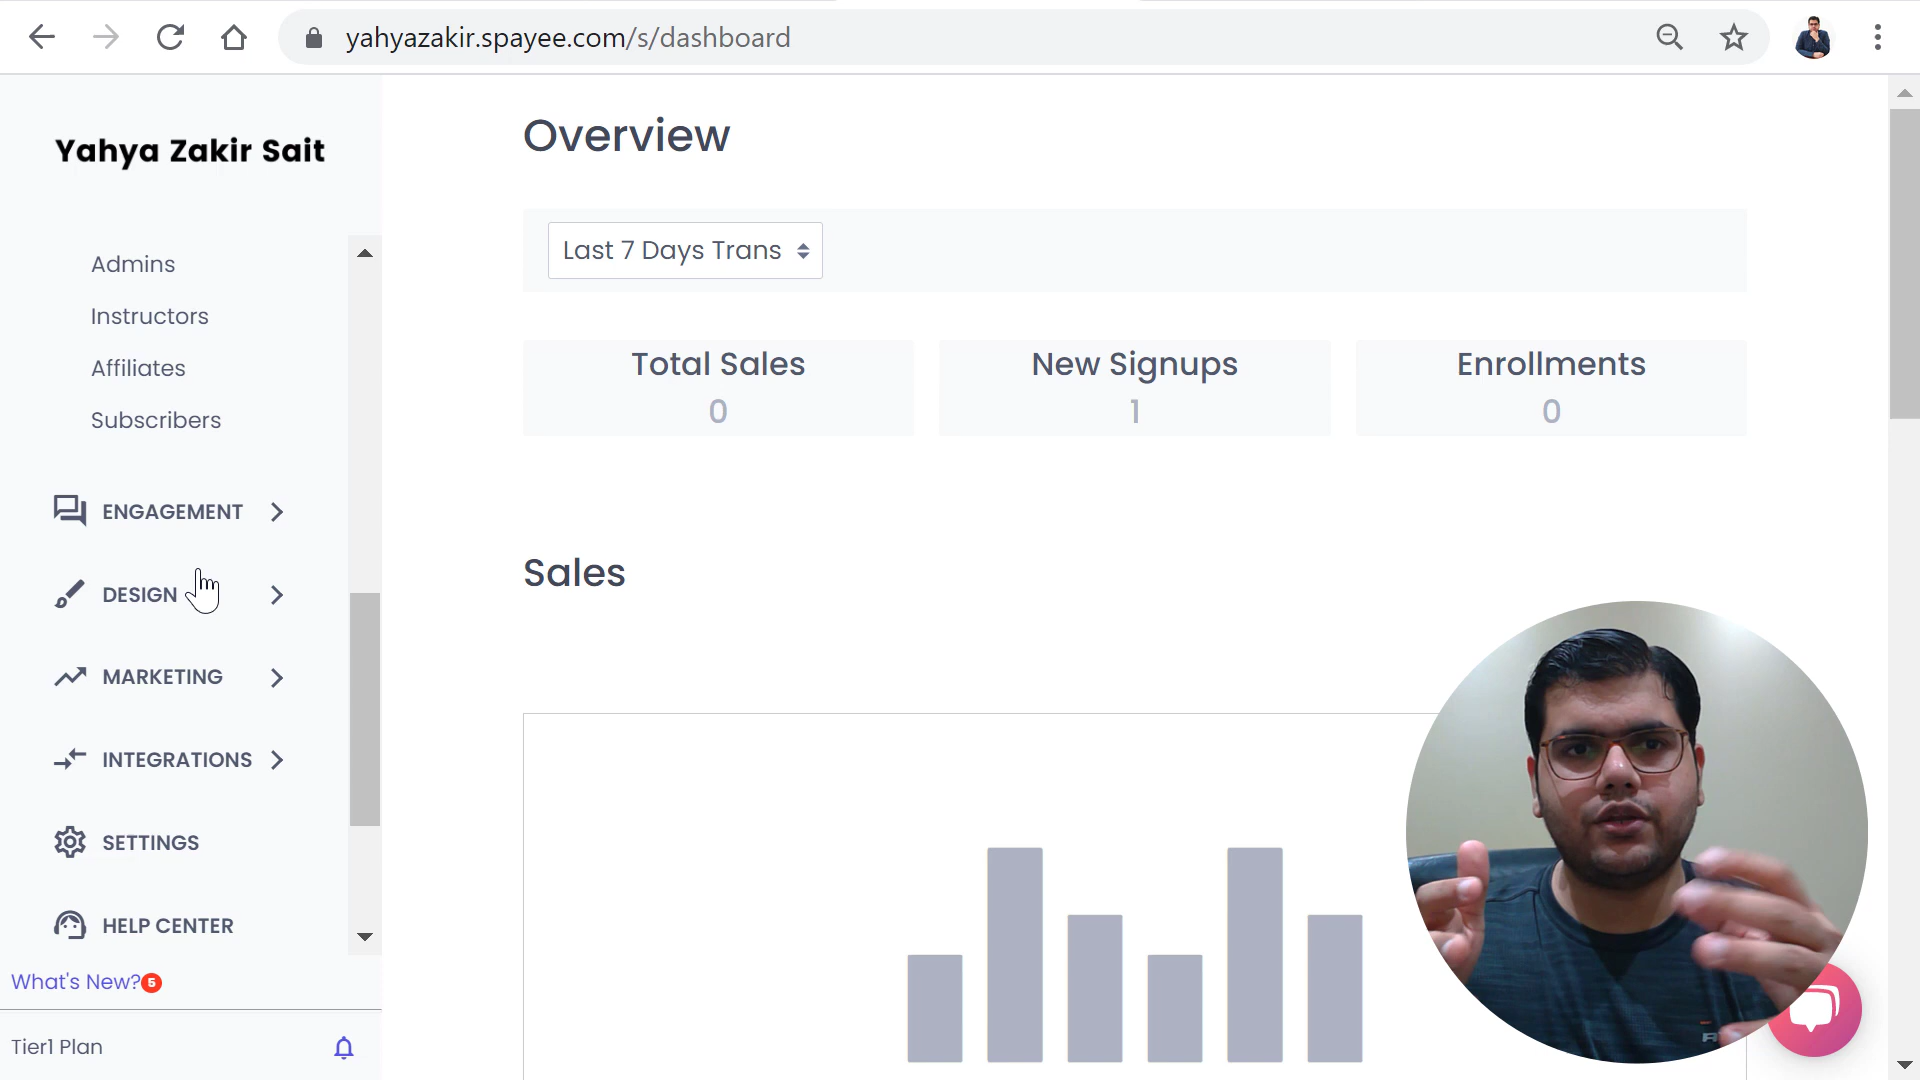 yahyazakir.spayee.com/s/dashboard
Yahya Zakir Sait
Admins
Instructors
Affiliates
Subscribers
ENGAGEMENT
DESIGN
MARKETING
INTEGRATIONS
SETTINGS
HELP CENTER
What's New? 5
Tier1 Plan
Overview
Last 7 Days Trans
Total Sales
0
New Signups
1
Enrollments
0
Sales